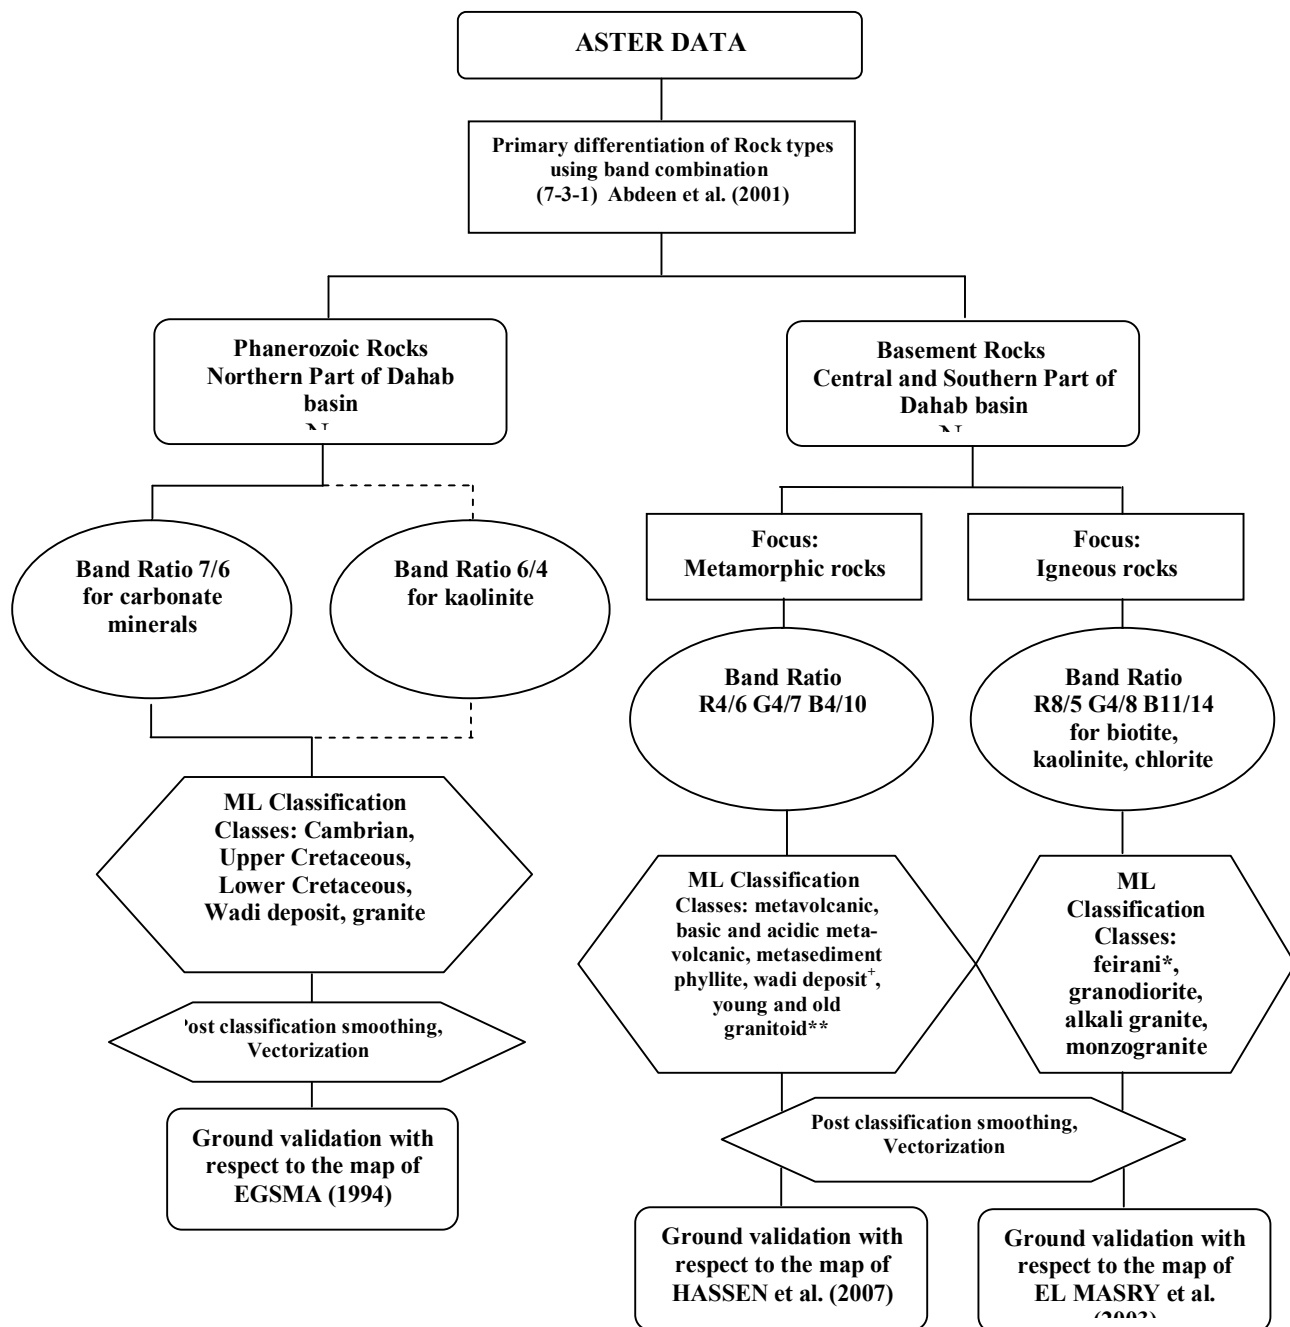 ASTER DATA
Primary differentiation of Rock types
using band combination
(7-3-1) Abdeen et al. (2001)
Phanerozoic Rocks
Northern Part of Dahab
basin
Basement Rocks
Central and Southern Part of
Dahab basin
Band Ratio 7/6
for carbonate
minerals
Band Ratio 6/4
for kaolinite
Focus:
Metamorphic rocks
Focus:
Igneous rocks
Band Ratio
R4/6 G4/7 B4/10
Band Ratio
R8/5 G4/8 B11/14
for biotite,
kaolinite, chlorite
ML Classification
Classes: Cambrian,
Upper Cretaceous,
Lower Cretaceous,
Wadi deposit, granite
ML Classification
Classes: metavolcanic,
basic and acidic meta-
volcanic, metasediment
phyllite, wadi deposit⁺,
young and old
granitoid**
ML
Classification
Classes:
feirani*,
granodiorite,
alkali granite,
monzogranite
Post classification smoothing,
Vectorization
Post classification smoothing,
Vectorization
Ground validation with
respect to the map of
EGSMA (1994)
Ground validation with
respect to the map of
HASSEN et al. (2007)
Ground validation with
respect to the map of
EL MASRY et al.
(2003)